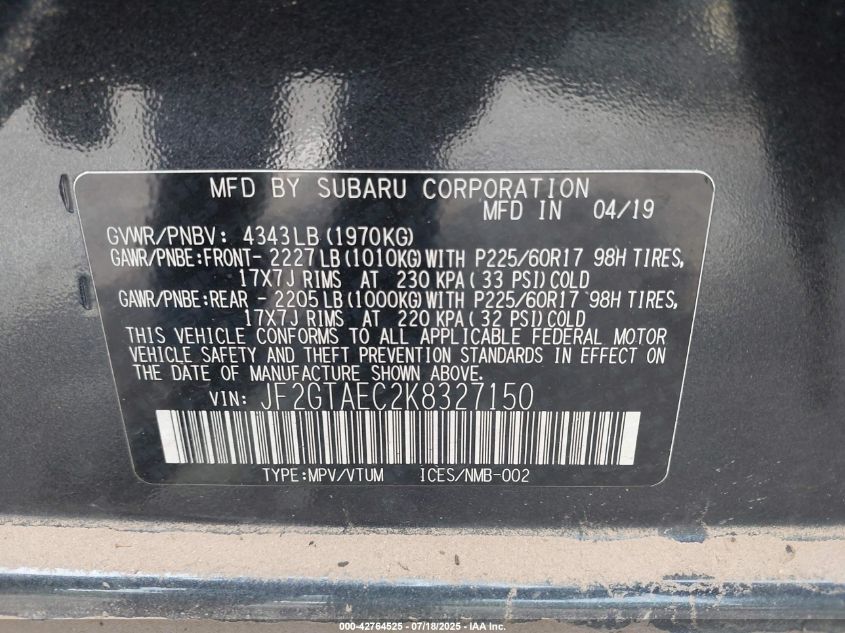 MFD BY SUBARU CORPORATION
MFD IN 04/19
GVWR/PNBV: 4343LB (1970KG)
GAWR/PNBE:FRONT- 2227 LB (1010KG) WITH P225/60R17 98H TIRES,
17X7J RIMS AT 230 KPA ( 33 PSI) COLD
GAWR/PNBE:REAR - 2205 LB (1000KG) WITH P225/60R17 98H TIRES,
17X7J RIMS AT 220 KPA ( 32 PSI) COLD
THIS VEHICLE CONFORMS TO ALL APPLICABLE FEDERAL MOTOR
VEHICLE SAFETY AND THEFT PREVENTION STANDARDS IN EFFECT ON
THE DATE OF MANUFACTURE SHOWN ABOVE.
VIN: JF2GTAEC2K8327150
TYPE:MPV/VTUM ICES/NMB-002
000-42764525 - 07/18/2025 - IAA Inc.